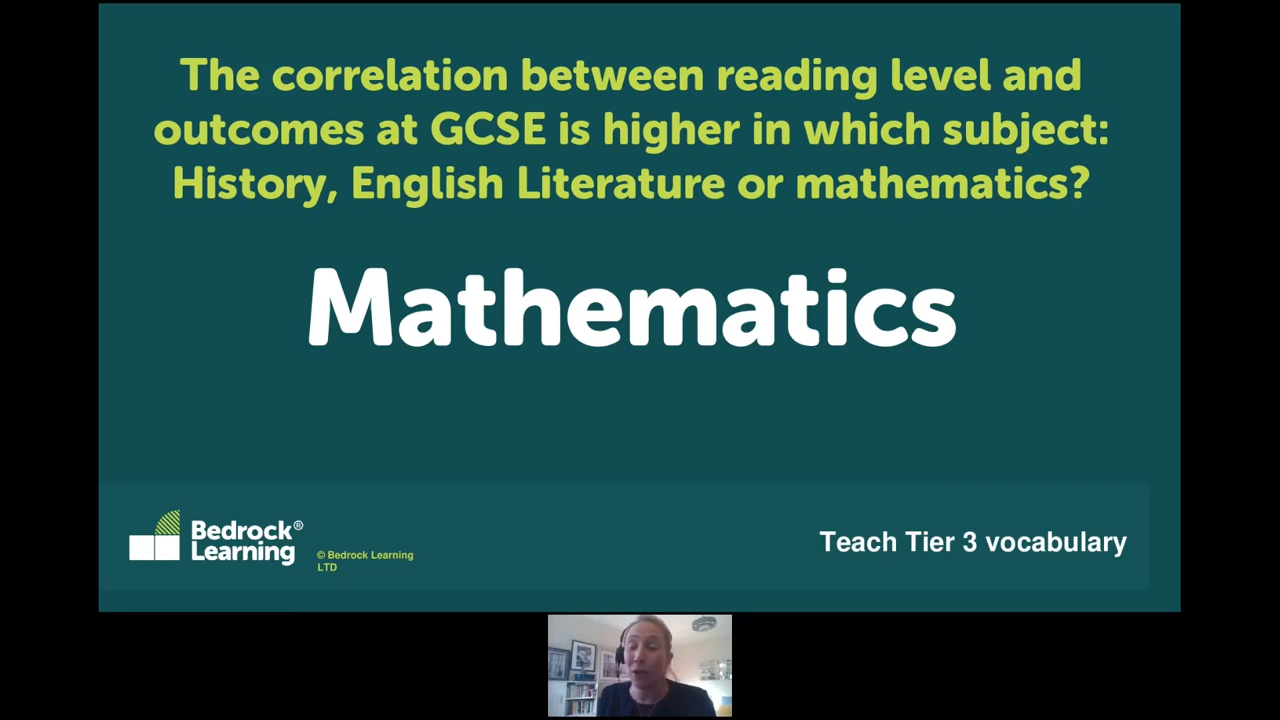 The correlation between reading level and
outcomes at GCSE is higher in which subject:
History, English Literature or mathematics?
Mathematics
Bedrock®
Learning
© Bedrock Learning
LTD
Teach Tier 3 vocabulary